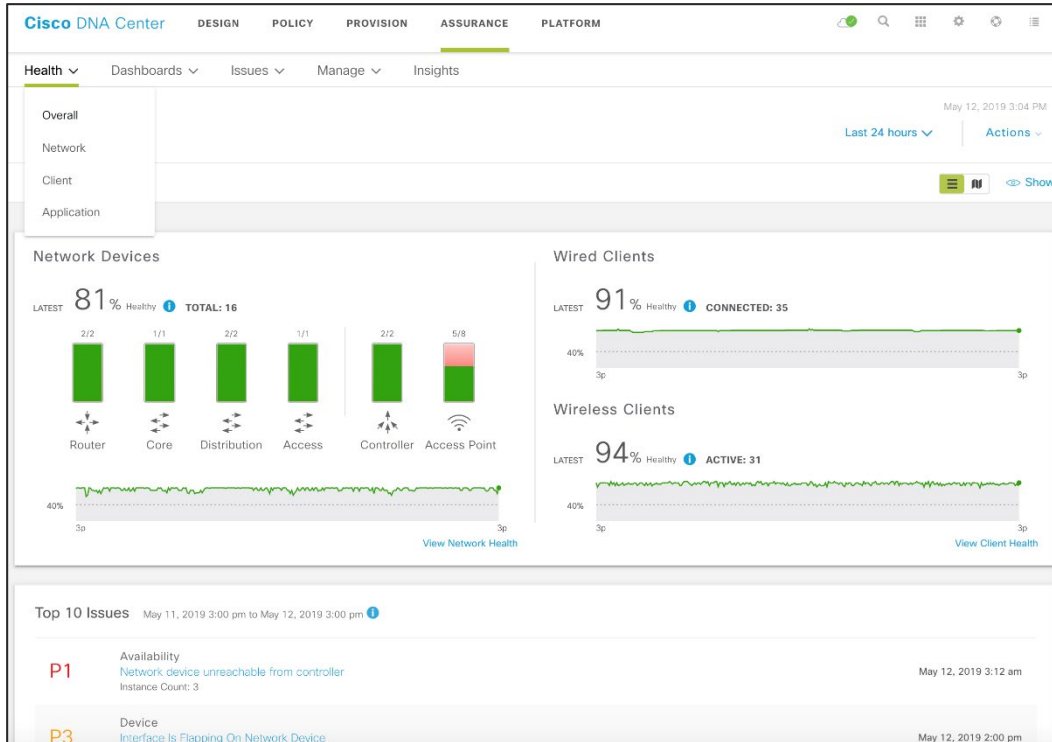 Cisco DNA Center DESIGN POLICY PROVISION ASSURANCE PLATFORM
Health Dashboards Issues Manage Insights
Overall
Network
Client
Application
May 12, 2019 3:04 PM
Last 24 hours Actions
Show
Network Devices
LATEST 81% Healthy TOTAL: 16
2/2 1/1 2/2 1/1 2/2 5/8
Router Core Distribution Access Controller Access Point
40%
3p 3p
View Network Health
Wired Clients
LATEST 91% Healthy CONNECTED: 35
40%
3p 3p
Wireless Clients
LATEST 94% Healthy ACTIVE: 31
40%
3p 3p
View Client Health
Top 10 Issues May 11, 2019 3:00 pm to May 12, 2019 3:00 pm
P1
Availability
Network device unreachable from controller
Instance Count: 3
May 12, 2019 3:12 am
P3
Device
Interface Is Flapping On Network Device
May 12, 2019 2:00 pm